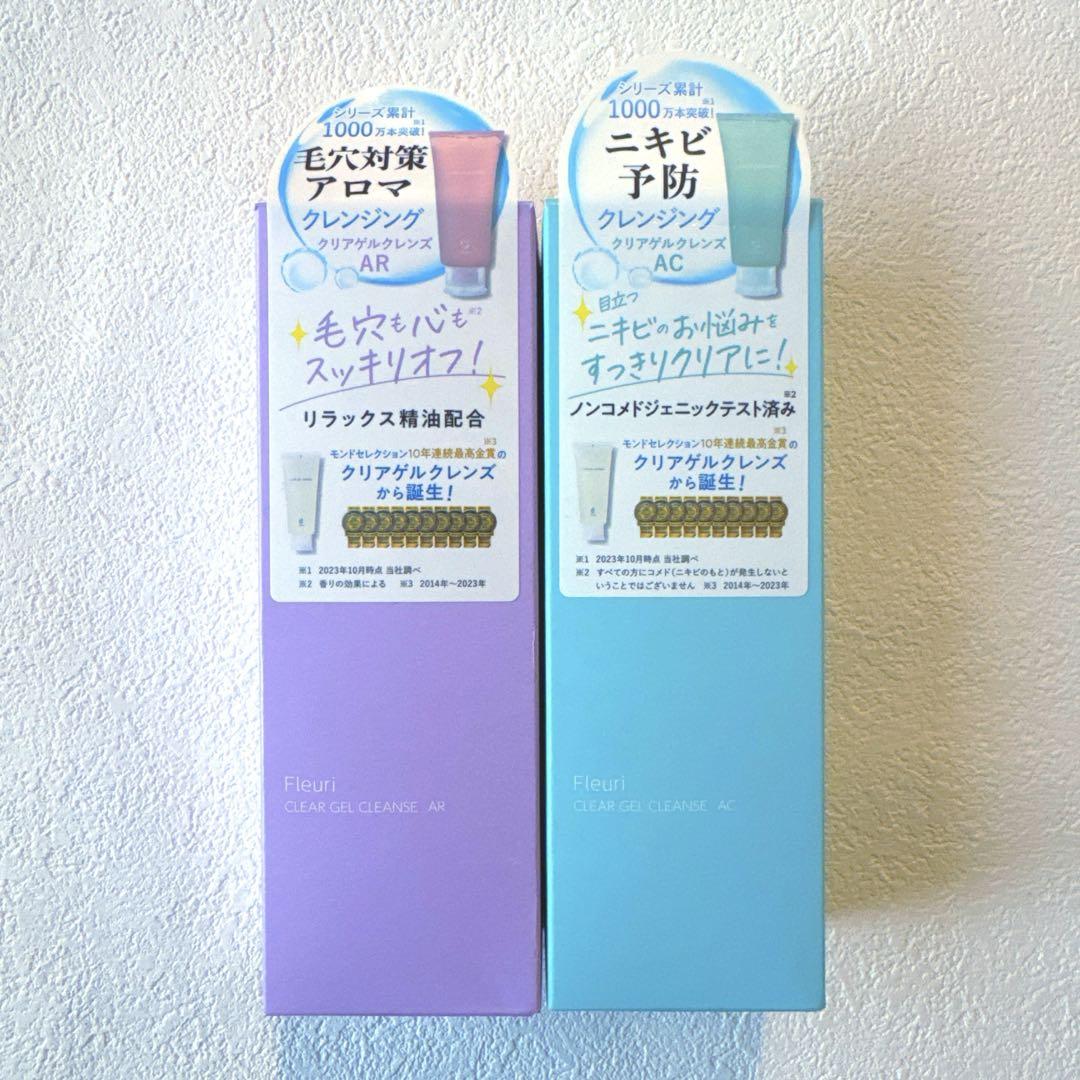 シリーズ累計
1000万本突破!※1
毛穴対策
アロマ
クレンジング
クリアゲルクレンズ
AR
毛穴も心も※2
スッキリオフ!
リラックス精油配合
モンドセレクション10年連続最高金賞※3の
クリアゲルクレンズ
から誕生!
※1 2023年10月時点 当社調べ
※2 香りの効果による ※3 2014年〜2023年
Fleuri
CLEAR GEL CLEANSE AR
シリーズ累計
1000万本突破!※1
ニキビ
予防
クレンジング
クリアゲルクレンズ
AC
目立つ
ニキビのお悩みを
すっきりクリアに!
ノンコメドジェニックテスト済み※2
モンドセレクション10年連続最高金賞※3の
クリアゲルクレンズ
から誕生!
※1 2023年10月時点 当社調べ
※2 すべての方にコメド(ニキビのもと)が発生しないと
いうことではございません ※3 2014年〜2023年
Fleuri
CLEAR GEL CLEANSE AC